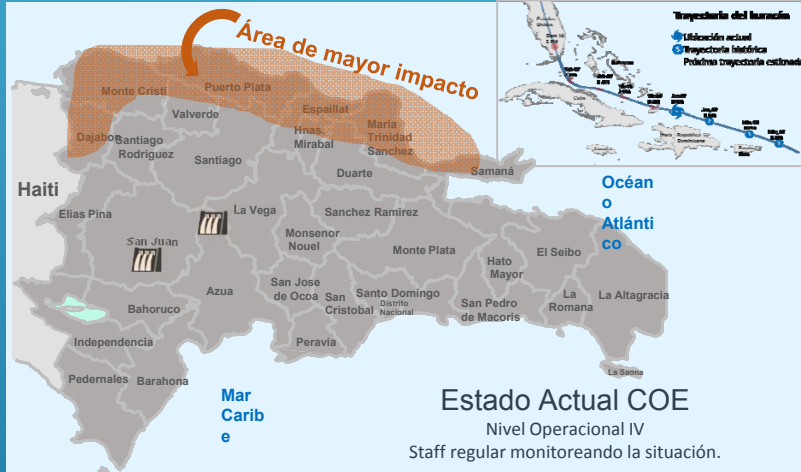 Trayectoria del huracán
Ubicación actual
Trayectoria histórica
Próxima trayectoria estimada
Área de mayor impacto
Monte Cristi
Puerto Plata
Valverde
Espaillat
Maria
Trinidad
Sanchez
Hnas.
Mirabal
Dajabon
Santiago
Rodriguez
Santiago
Duarte
Samaná
Haiti
Océan
o
Atlánti
co
Elias Pina
La Vega
Sanchez Ramirez
San Juan
Monsenor
Nouel
Monte Plata
El Seibo
Hato
Mayor
Azua
San Jose
de Ocoa
San
Cristobal
Santo Domingo
Distrito
Nacional
San Pedro
de Macoris
La
Romana
La Altagracia
Bahoruco
Independencia
Peravia
Pedernales
Barahona
La Saona
Mar
Carib
e
Estado Actual COE
Nivel Operacional IV
Staff regular monitoreando la situación.